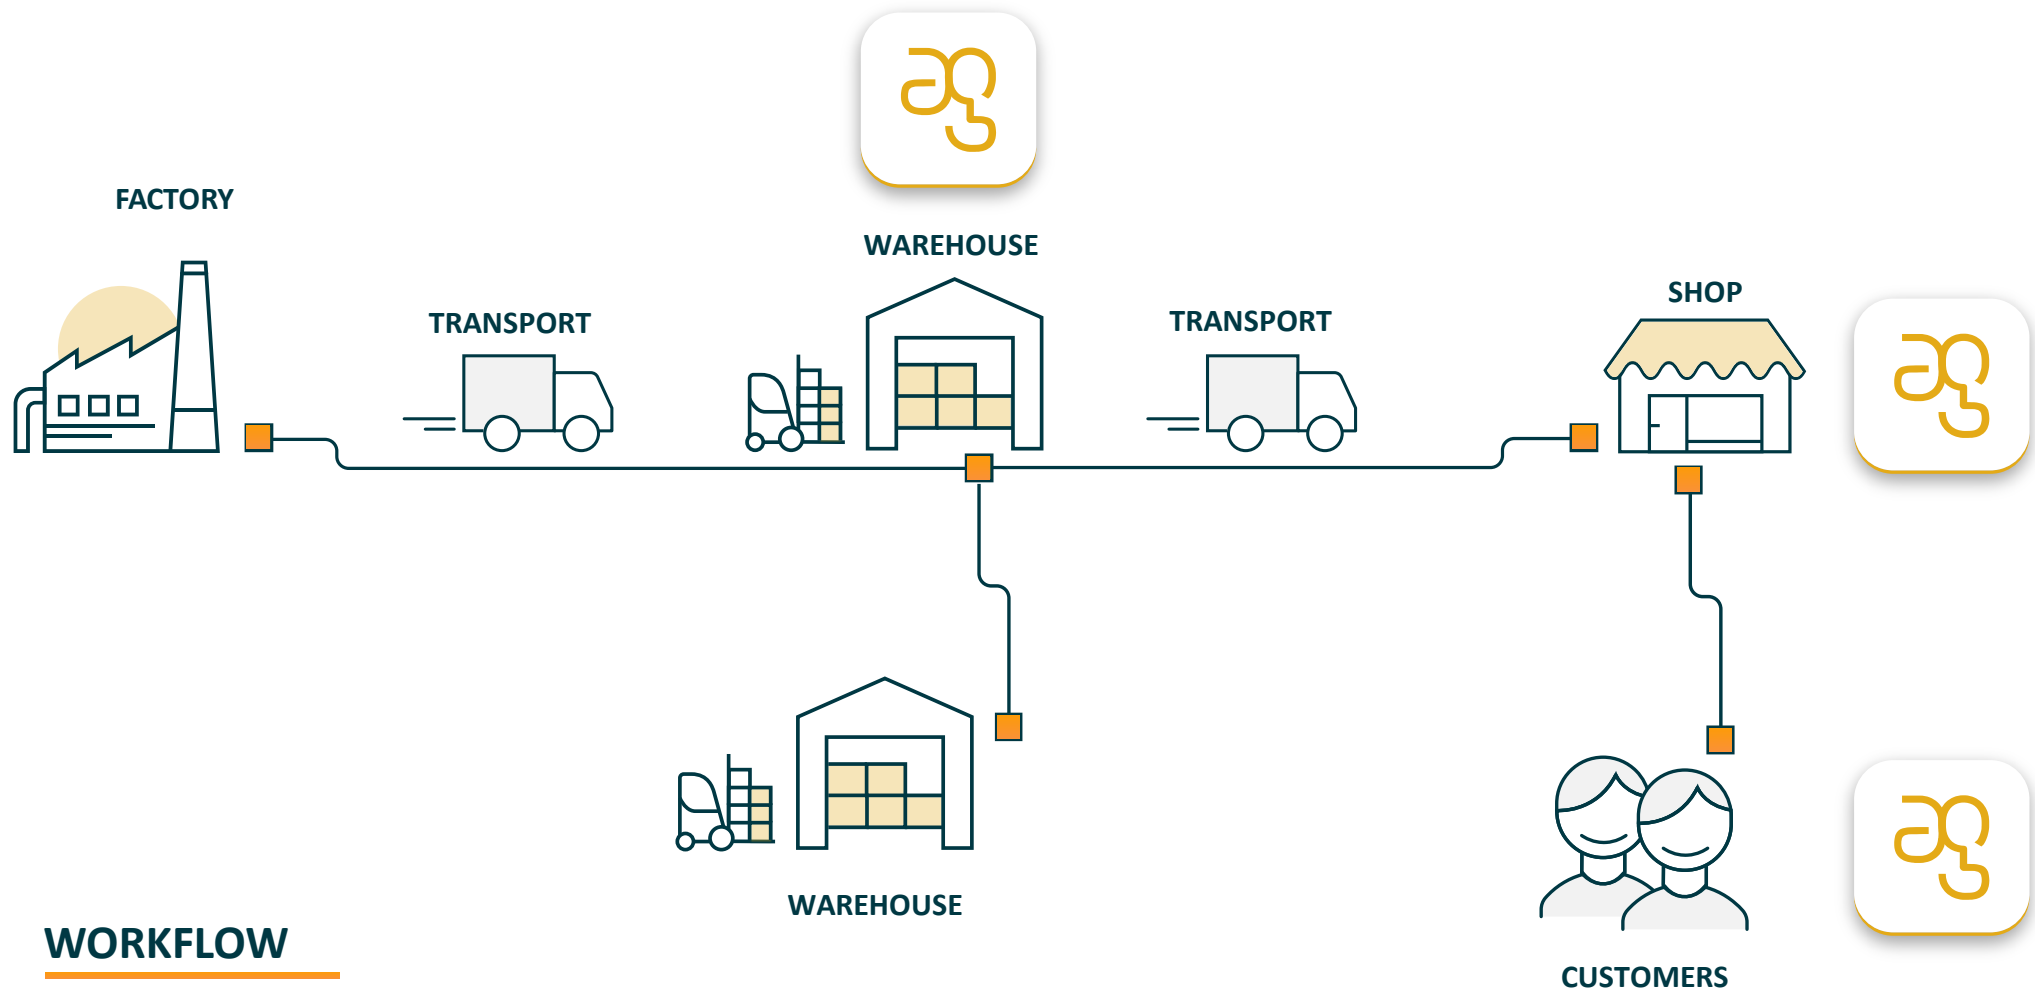 FACTORY
WAREHOUSE
TRANSPORT
TRANSPORT
SHOP
WAREHOUSE
WORKFLOW
CUSTOMERS